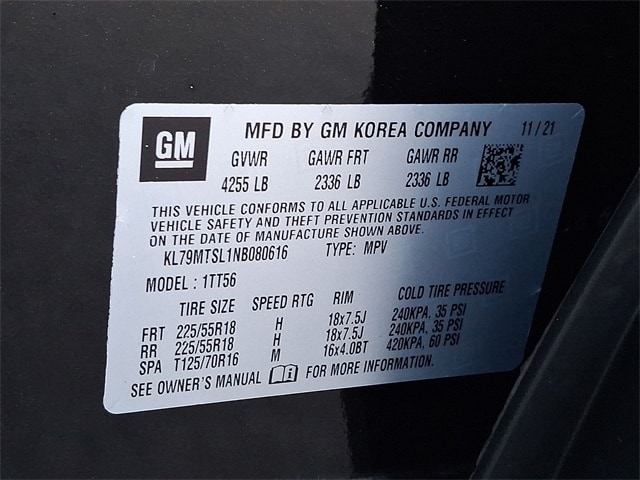 GM
MFD BY GM KOREA COMPANY 11/21
GVWR GAWR FRT GAWR RR
4255 LB 2336 LB 2336 LB
THIS VEHICLE CONFORMS TO ALL APPLICABLE U.S. FEDERAL MOTOR
VEHICLE SAFETY AND THEFT PREVENTION STANDARDS IN EFFECT
ON THE DATE OF MANUFACTURE SHOWN ABOVE.
KL79MTSL1NB080616 TYPE: MPV
MODEL: 1TT56
TIRE SIZE SPEED RTG RIM COLD TIRE PRESSURE
FRT 225/55R18 H 18x7.5J 240KPA, 35 PSI
RR 225/55R18 H 18x7.5J 240KPA, 35 PSI
SPA T125/70R16 M 16x4.0BT 420KPA, 60 PSI
SEE OWNER'S MANUAL FOR MORE INFORMATION.